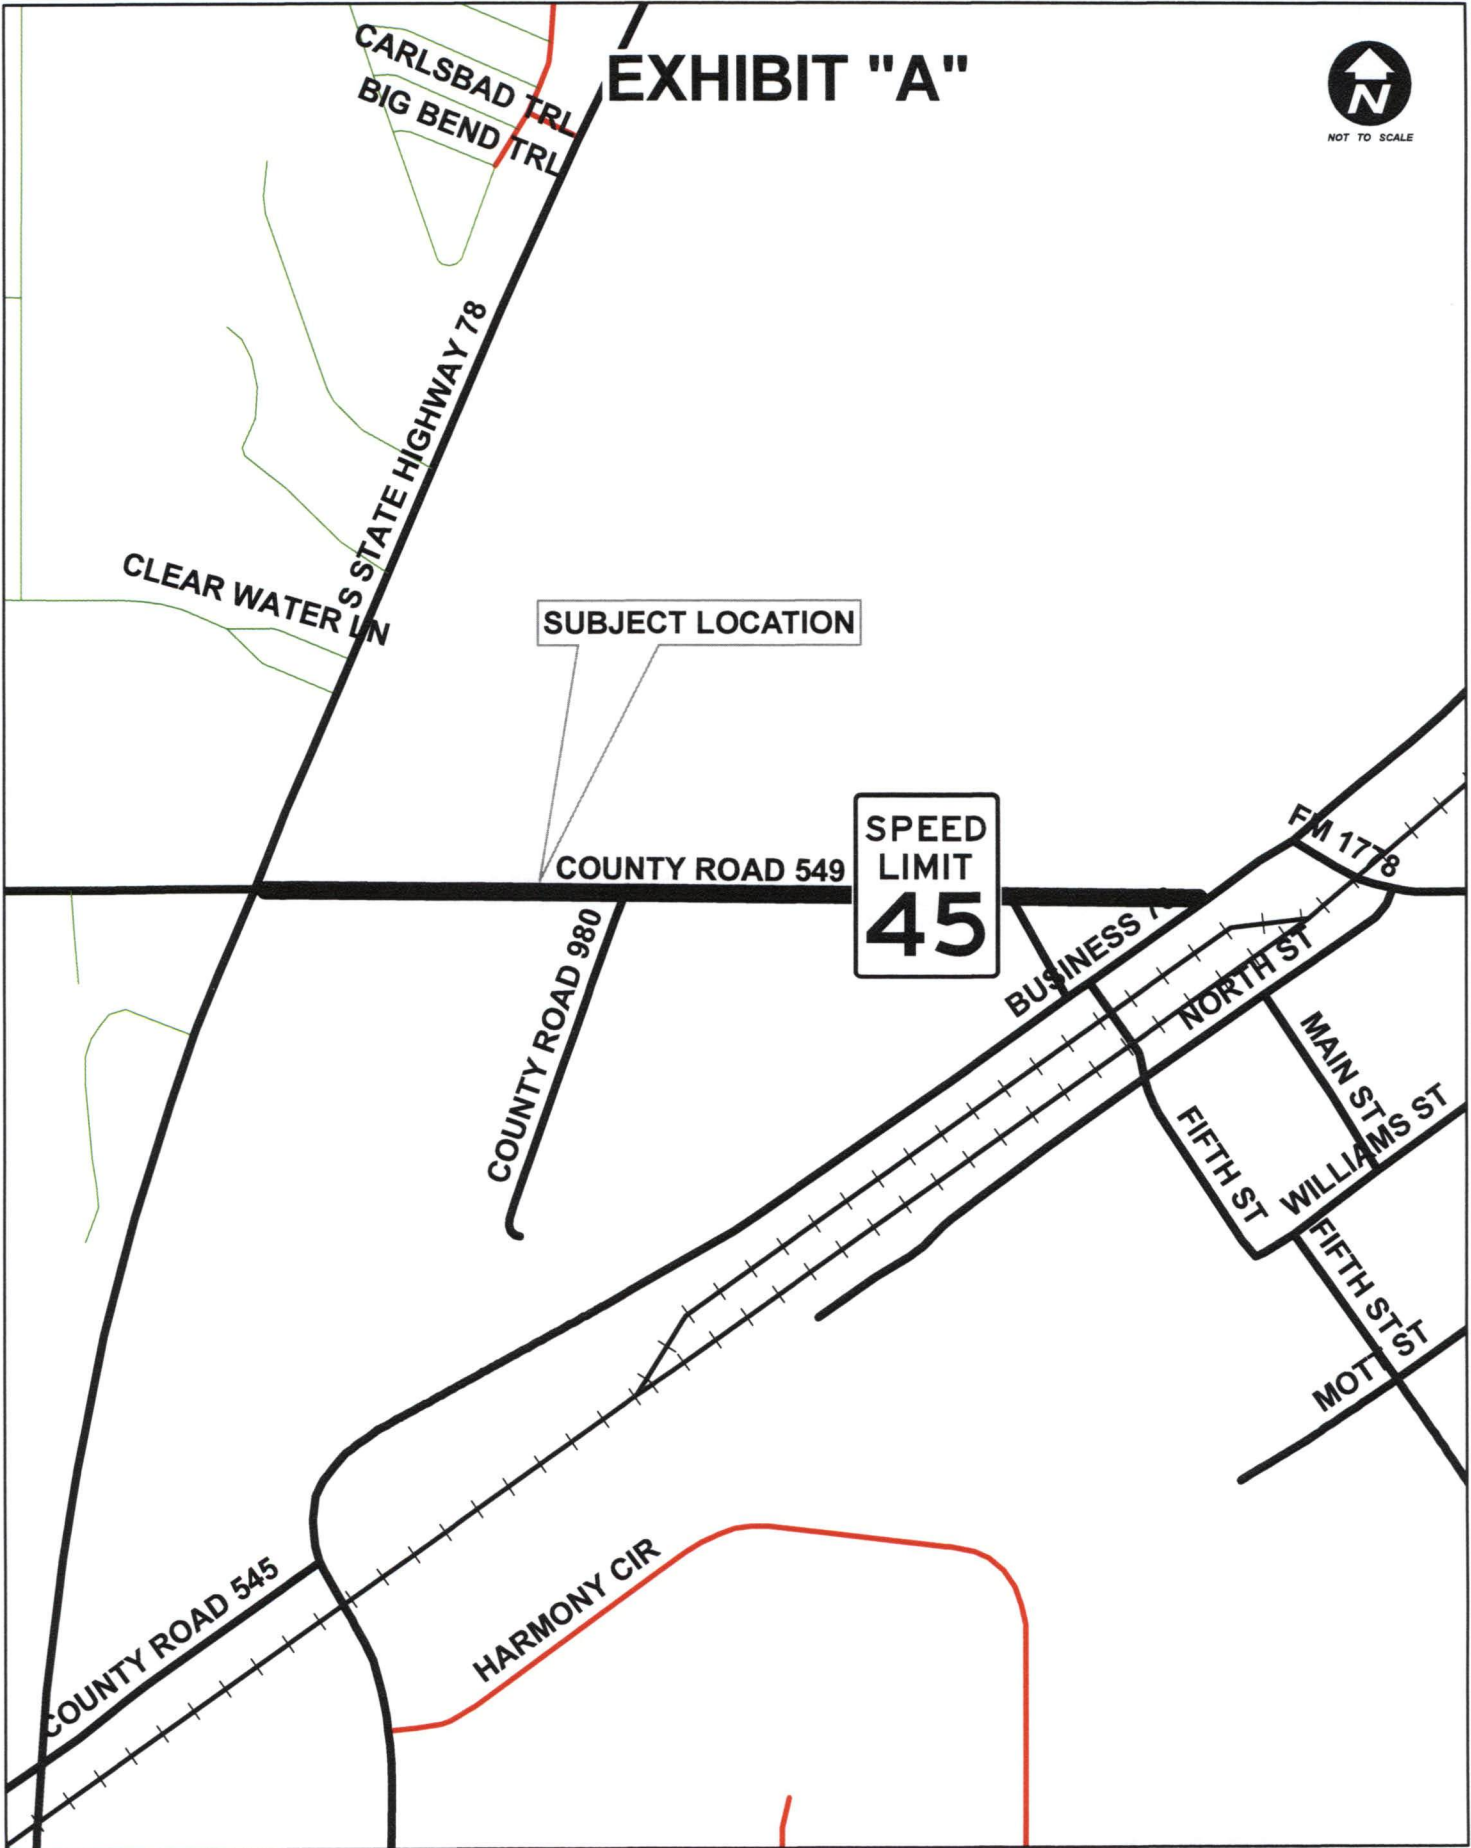 EXHIBIT "A"
N
NOT TO SCALE
CARLSBAD TRL
BIG BEND TRL
S STATE HIGHWAY 78
CLEAR WATER LN
SUBJECT LOCATION
COUNTY ROAD 549
SPEED
LIMIT
45
FM 1778
BUSINESS
COUNTY ROAD 980
NORTH ST
MAIN ST
WILLIAMS ST
FIFTH ST
FIFTH ST
ST
MOTT
COUNTY ROAD 545
HARMONY CIR